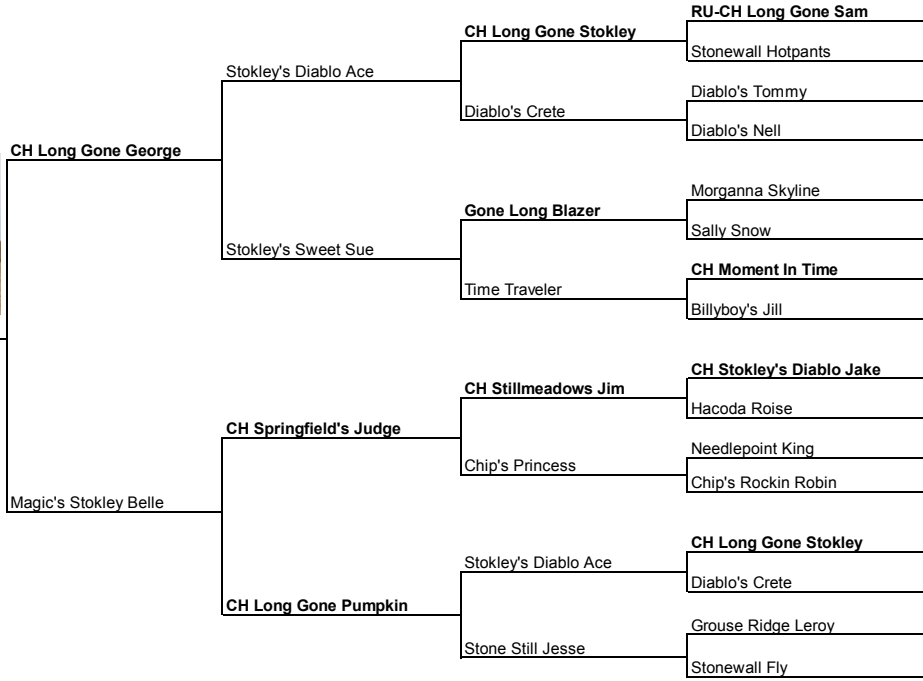 RU-CH Long Gone Sam
CH Long Gone Stokley
Stonewall Hotpants
Stokley's Diablo Ace
Diablo's Tommy
Diablo's Crete
Diablo's Nell
CH Long Gone George
Morganna Skyline
Gone Long Blazer
Sally Snow
Stokley's Sweet Sue
CH Moment In Time
Time Traveler
Billyboy's Jill
CH Stokley's Diablo Jake
CH Stillmeadows Jim
Hacoda Roise
CH Springfield's Judge
Needlepoint King
Chip's Princess
Chip's Rockin Robin
Magic's Stokley Belle
CH Long Gone Stokley
Stokley's Diablo Ace
Diablo's Crete
CH Long Gone Pumpkin
Grouse Ridge Leroy
Stone Still Jesse
Stonewall Fly